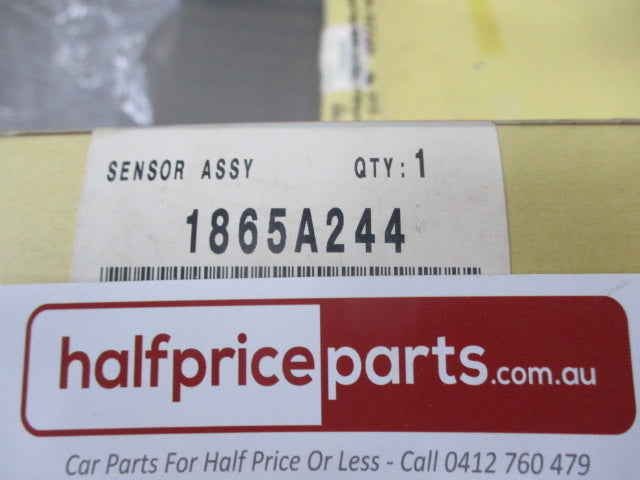 SENSOR ASSY QTY: 1
1865A244
halfpriceparts.com.au
Car Parts For Half Price Or Less - Call 0412 760 479